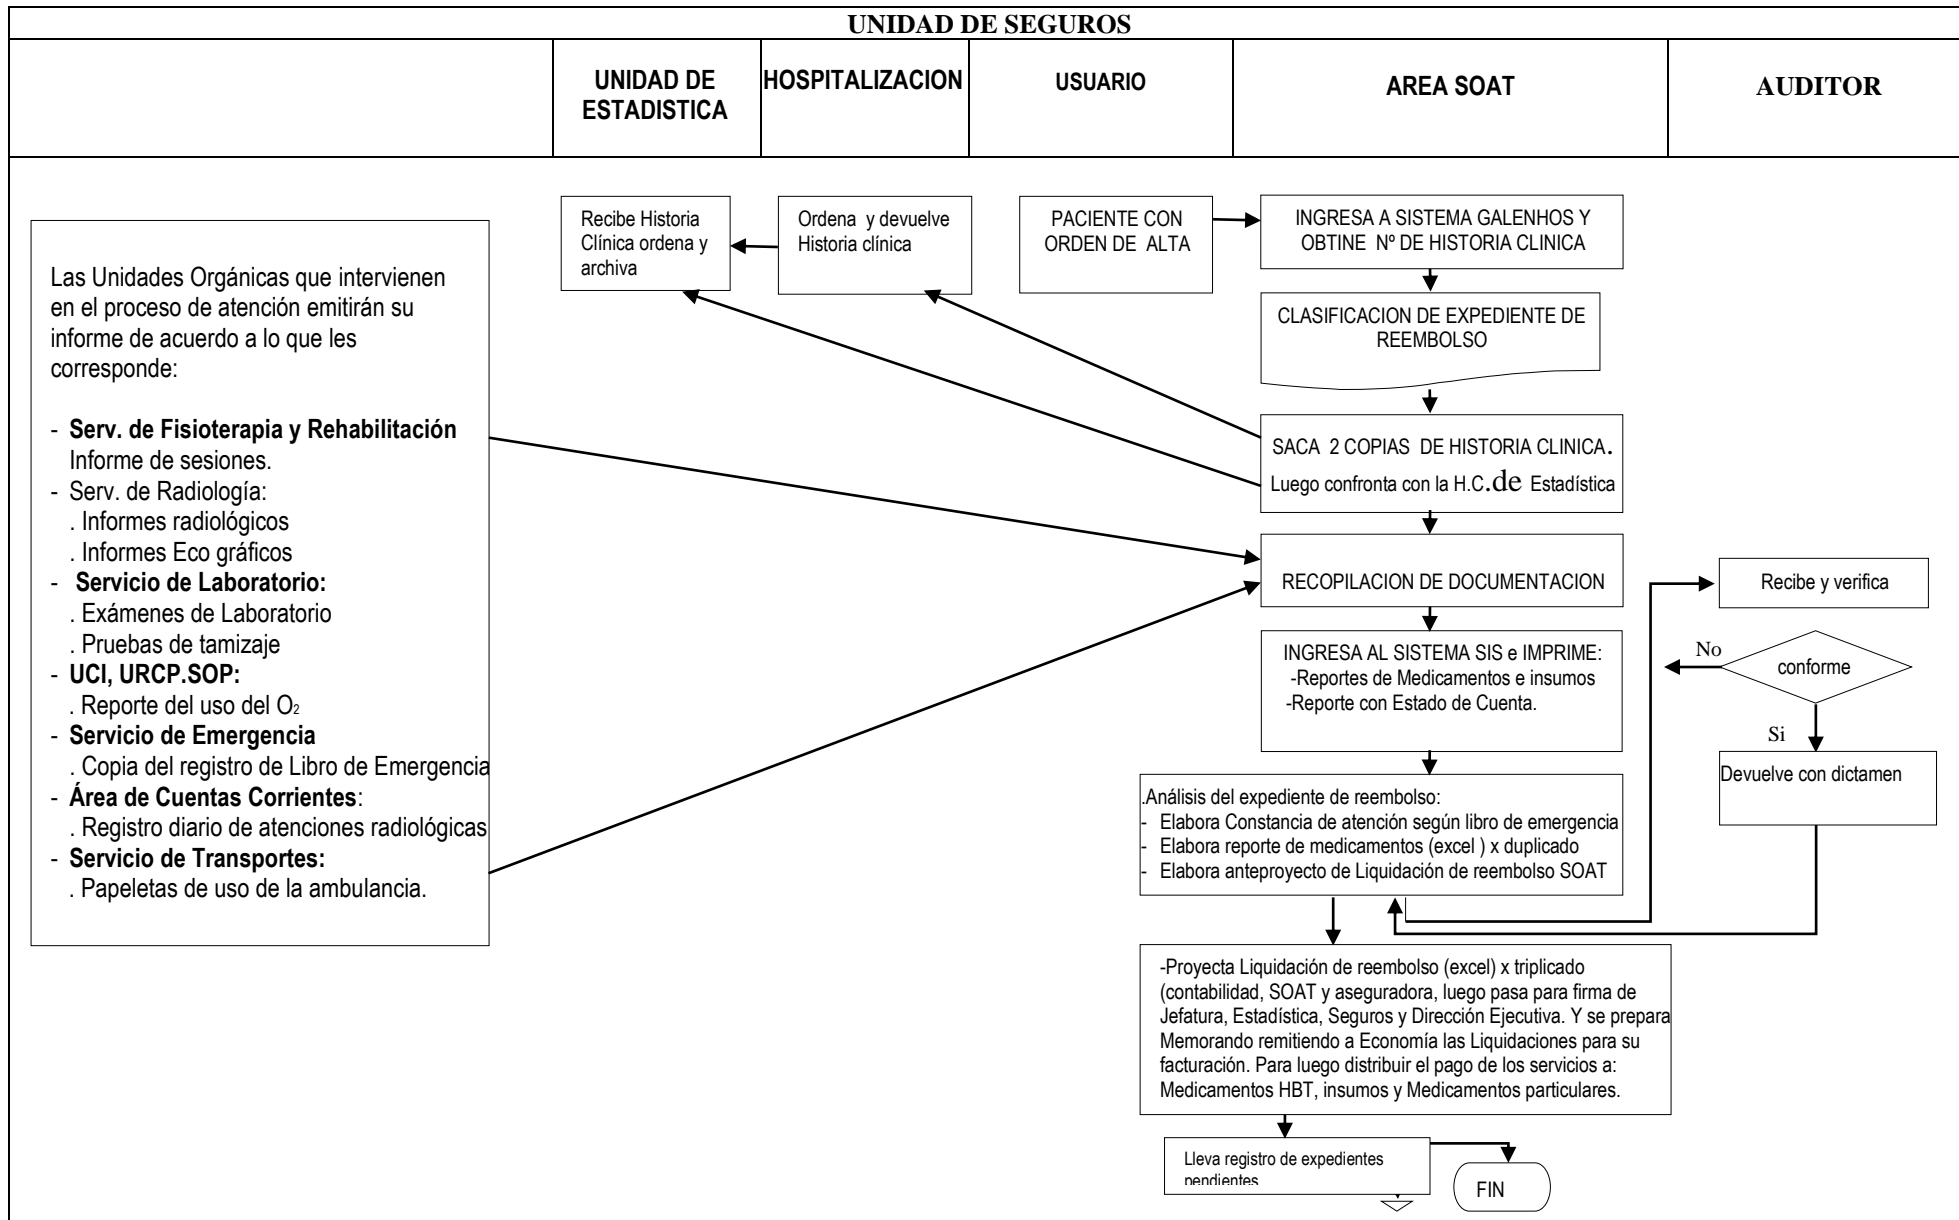 UNIDAD DE SEGUROS
UNIDAD DE
ESTADISTICA
HOSPITALIZACION
USUARIO
AREA SOAT
AUDITOR
Las Unidades Orgánicas que intervienen
en el proceso de atención emitirán su
informe de acuerdo a lo que les
corresponde:
- Serv. de Fisioterapia y Rehabilitación
Informe de sesiones.
- Serv. de Radiología:
. Informes radiológicos
. Informes Eco gráficos
- Servicio de Laboratorio:
. Exámenes de Laboratorio
. Pruebas de tamizaje
- UCI, URCP.SOP:
. Reporte del uso del O2
- Servicio de Emergencia
. Copia del registro de Libro de Emergencia
- Área de Cuentas Corrientes:
. Registro diario de atenciones radiológicas
- Servicio de Transportes:
. Papeletas de uso de la ambulancia.
Recibe Historia
Clínica ordena y
archiva
Ordena y devuelve
Historia clínica
PACIENTE CON
ORDEN DE ALTA
INGRESA A SISTEMA GALENHOS Y
OBTINE Nº DE HISTORIA CLINICA
CLASIFICACION DE EXPEDIENTE DE
REEMBOLSO
SACA 2 COPIAS DE HISTORIA CLINICA.
Luego confronta con la H.C.de Estadística
RECOPILACION DE DOCUMENTACION
INGRESA AL SISTEMA SIS e IMPRIME:
-Reportes de Medicamentos e insumos
-Reporte con Estado de Cuenta.
.Análisis del expediente de reembolso:
- Elabora Constancia de atención según libro de emergencia
- Elabora reporte de medicamentos (excel ) x duplicado
- Elabora anteproyecto de Liquidación de reembolso SOAT
Recibe y verifica
No
conforme
Si
Devuelve con dictamen
-Proyecta Liquidación de reembolso (excel) x triplicado
(contabilidad, SOAT y aseguradora, luego pasa para firma de
Jefatura, Estadística, Seguros y Dirección Ejecutiva. Y se prepara
Memorando remitiendo a Economía las Liquidaciones para su
facturación. Para luego distribuir el pago de los servicios a:
Medicamentos HBT, insumos y Medicamentos particulares.
Lleva registro de expedientes
pendientes
FIN